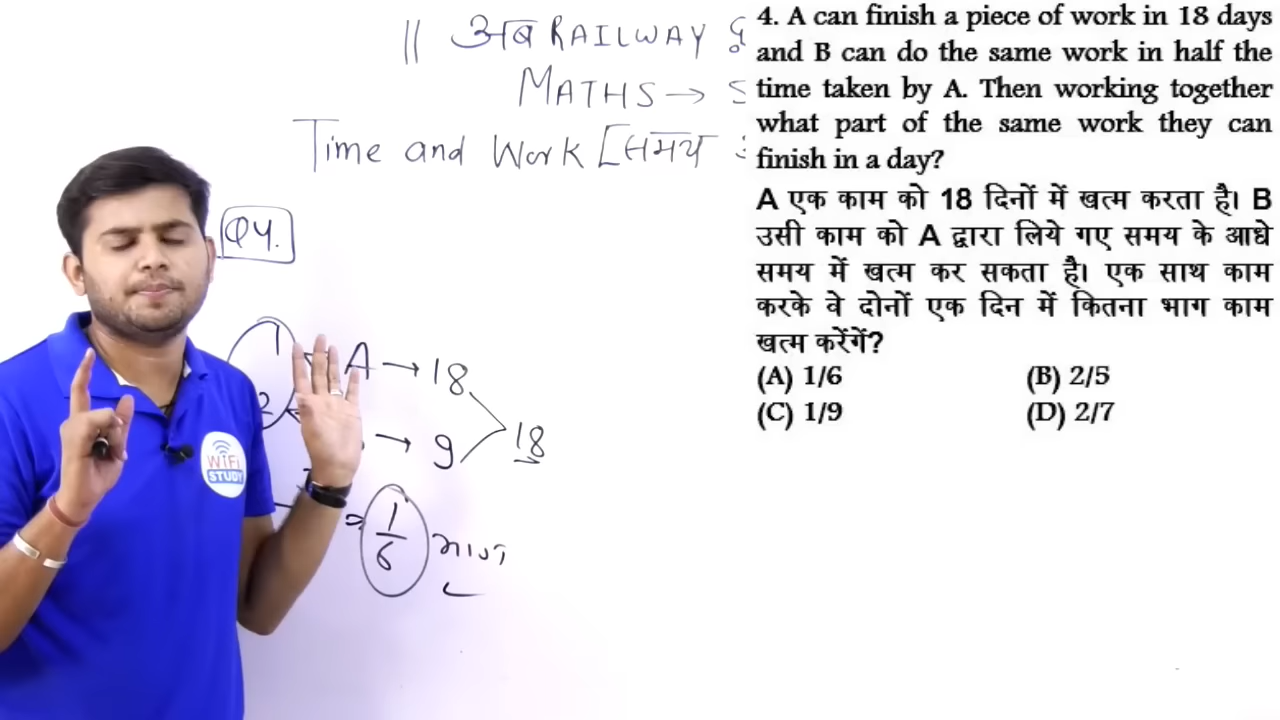 || अब RAILWAY दू
MATHS →
Time and Work [समय
Q4.
1 A → 18
2 → 9 18
⇒ 1/6 भाग
WiFi
STUDY
4. A can finish a piece of work in 18 days
and B can do the same work in half the
time taken by A. Then working together
what part of the same work they can
finish in a day?
A एक काम को 18 दिनों में खत्म करता है। B
उसी काम को A द्वारा लिये गए समय के आधे
समय में खत्म कर सकता है। एक साथ काम
करके वे दोनों एक दिन में कितना भाग काम
खत्म करेंगें?
(A) 1/6 (B) 2/5
(C) 1/9 (D) 2/7